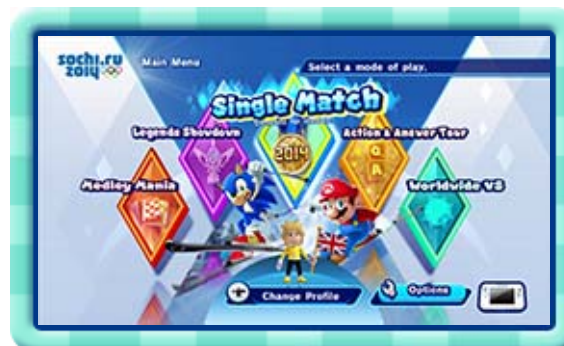 sochi.ru
2014
Main Menu
Select a mode of play.
Single Match
Legends Showdown
Action & Answer Tour
2014
Q
A
Medley Mania
Worldwide VS
Change Profile
Options